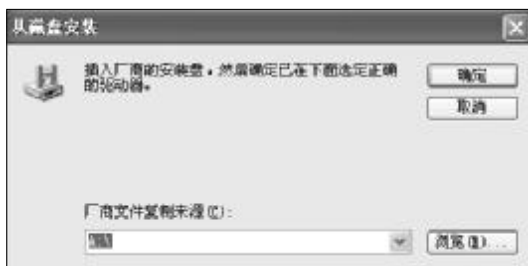 从磁盘安装
插入厂商的安装盘，然后确定已在下面选定正确
的驱动器。
确定
取消
厂商文件复制来源(C):
浏览(B)...